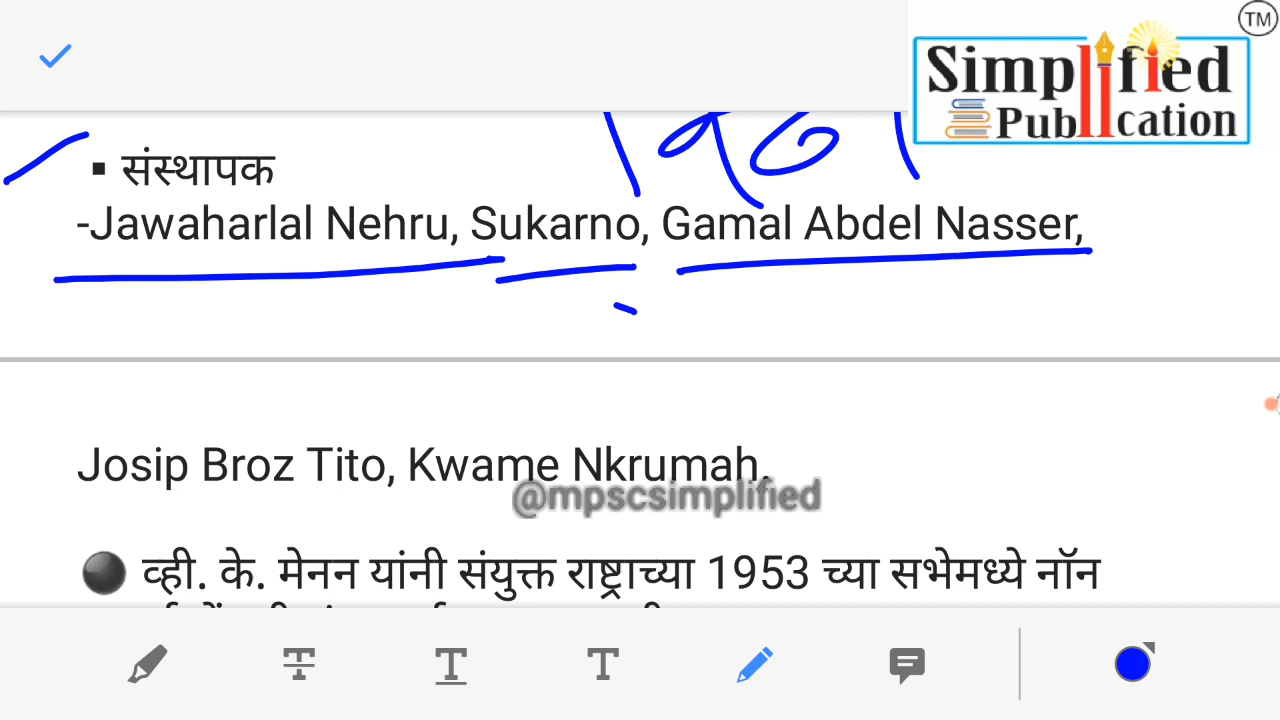 TM
Simplified
Publication
1961
▪ संस्थापक
-Jawaharlal Nehru, Sukarno, Gamal Abdel Nasser,
Josip Broz Tito, Kwame Nkrumah.
@mpscsimplified
व्ही. के. मेनन यांनी संयुक्त राष्ट्राच्या 1953 च्या सभेमध्ये नॉन
T
T
T